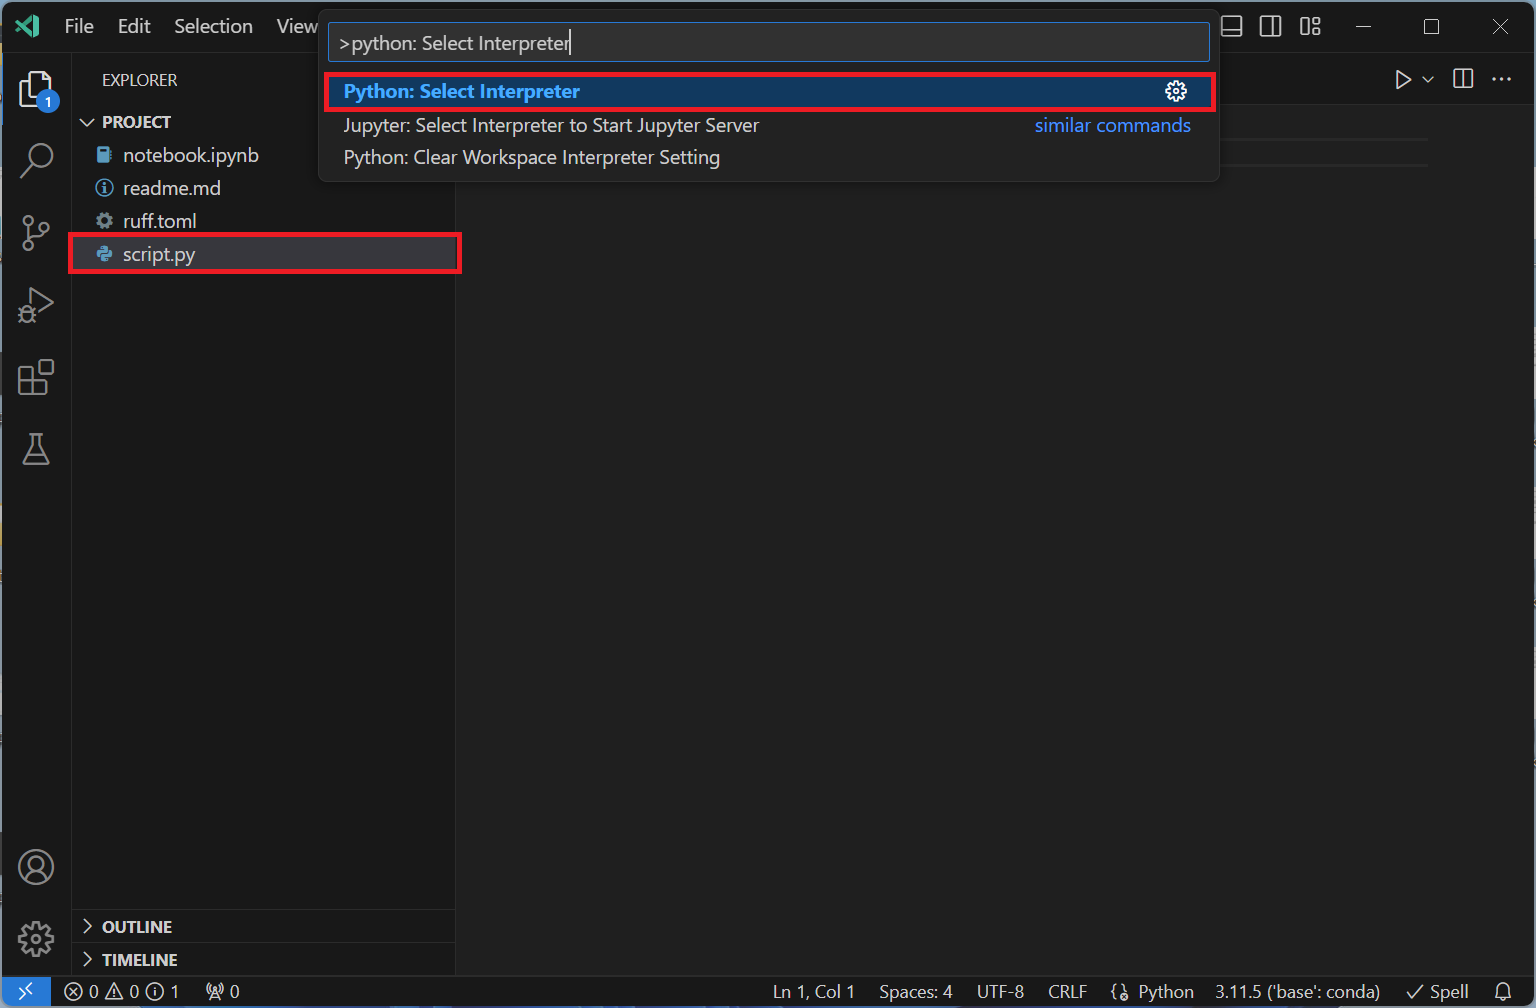 File Edit Selection View
>python: Select Interpreter
Python: Select Interpreter
Jupyter: Select Interpreter to Start Jupyter Server similar commands
Python: Clear Workspace Interpreter Setting
EXPLORER
1
PROJECT
notebook.ipynb
readme.md
ruff.toml
script.py
OUTLINE
TIMELINE
0 0 1 0 Ln 1, Col 1 Spaces: 4 UTF-8 CRLF Python 3.11.5 ('base': conda) Spell